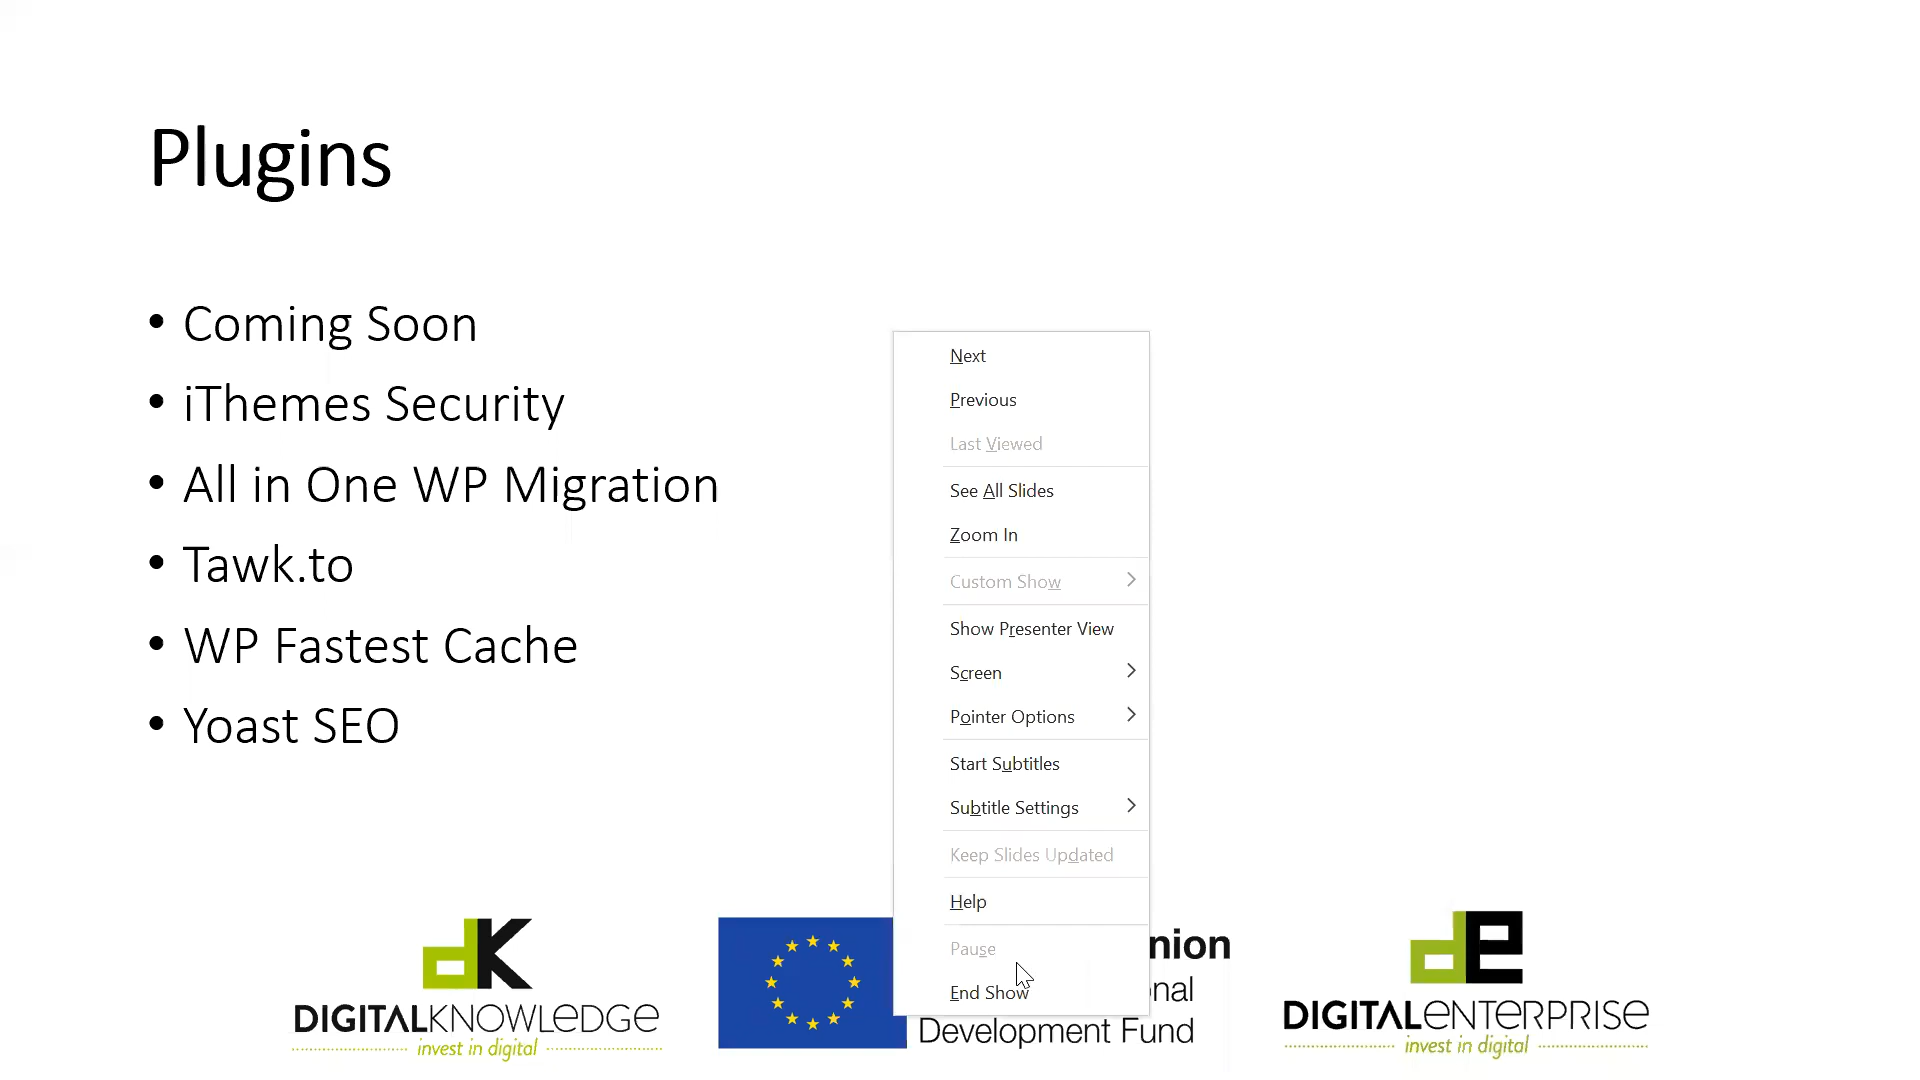 Plugins
• Coming Soon
• iThemes Security
• All in One WP Migration
• Tawk.to
• WP Fastest Cache
• Yoast SEO
Next
Previous
Last Viewed
See All Slides
Zoom In
Custom Show
Show Presenter View
Screen
Pointer Options
Start Subtitles
Subtitle Settings
Keep Slides Updated
Help
Pause
End Show
dK
DIGITALKNOWLEDGE
invest in digital
nion
nal
Development Fund
de
DIGITALENTERPRISE
invest in digital